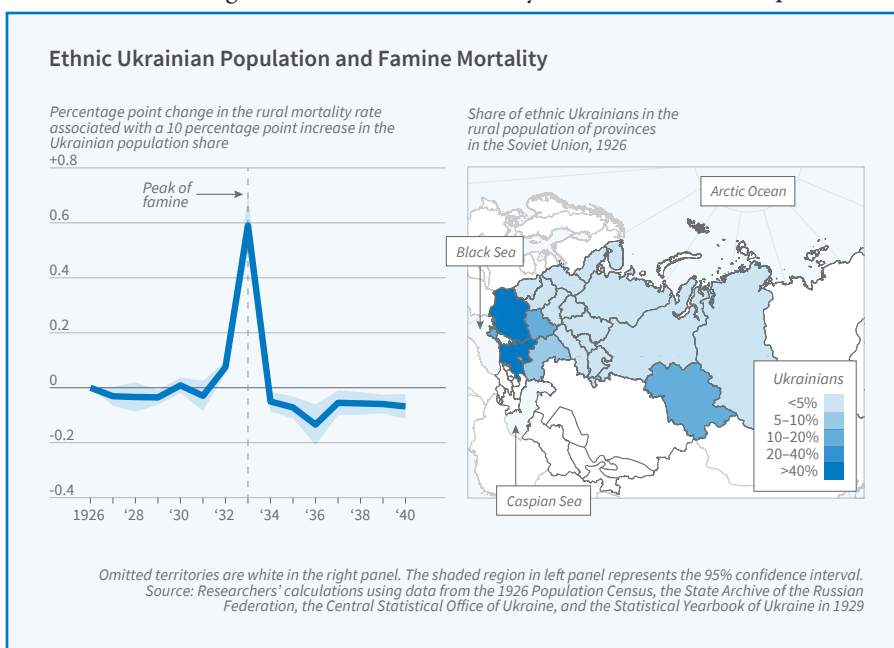 Ethnic Ukrainian Population and Famine Mortality
Percentage point change in the rural mortality rate
associated with a 10 percentage point increase in the
Ukrainian population share
+0.8
0.6
0.4
0.2
0
-0.2
-0.4
Peak of
famine
1926
‘28
‘30
‘32
‘34
‘36
‘38
‘40
Share of ethnic Ukrainians in the
rural population of provinces
in the Soviet Union, 1926
Arctic Ocean
Black Sea
Caspian Sea
Ukrainians
<5%
5–10%
10–20%
20–40%
>40%
Omitted territories are white in the right panel. The shaded region in left panel represents the 95% confidence interval.
Source: Researchers’ calculations using data from the 1926 Population Census, the State Archive of the Russian
Federation, the Central Statistical Office of Ukraine, and the Statistical Yearbook of Ukraine in 1929